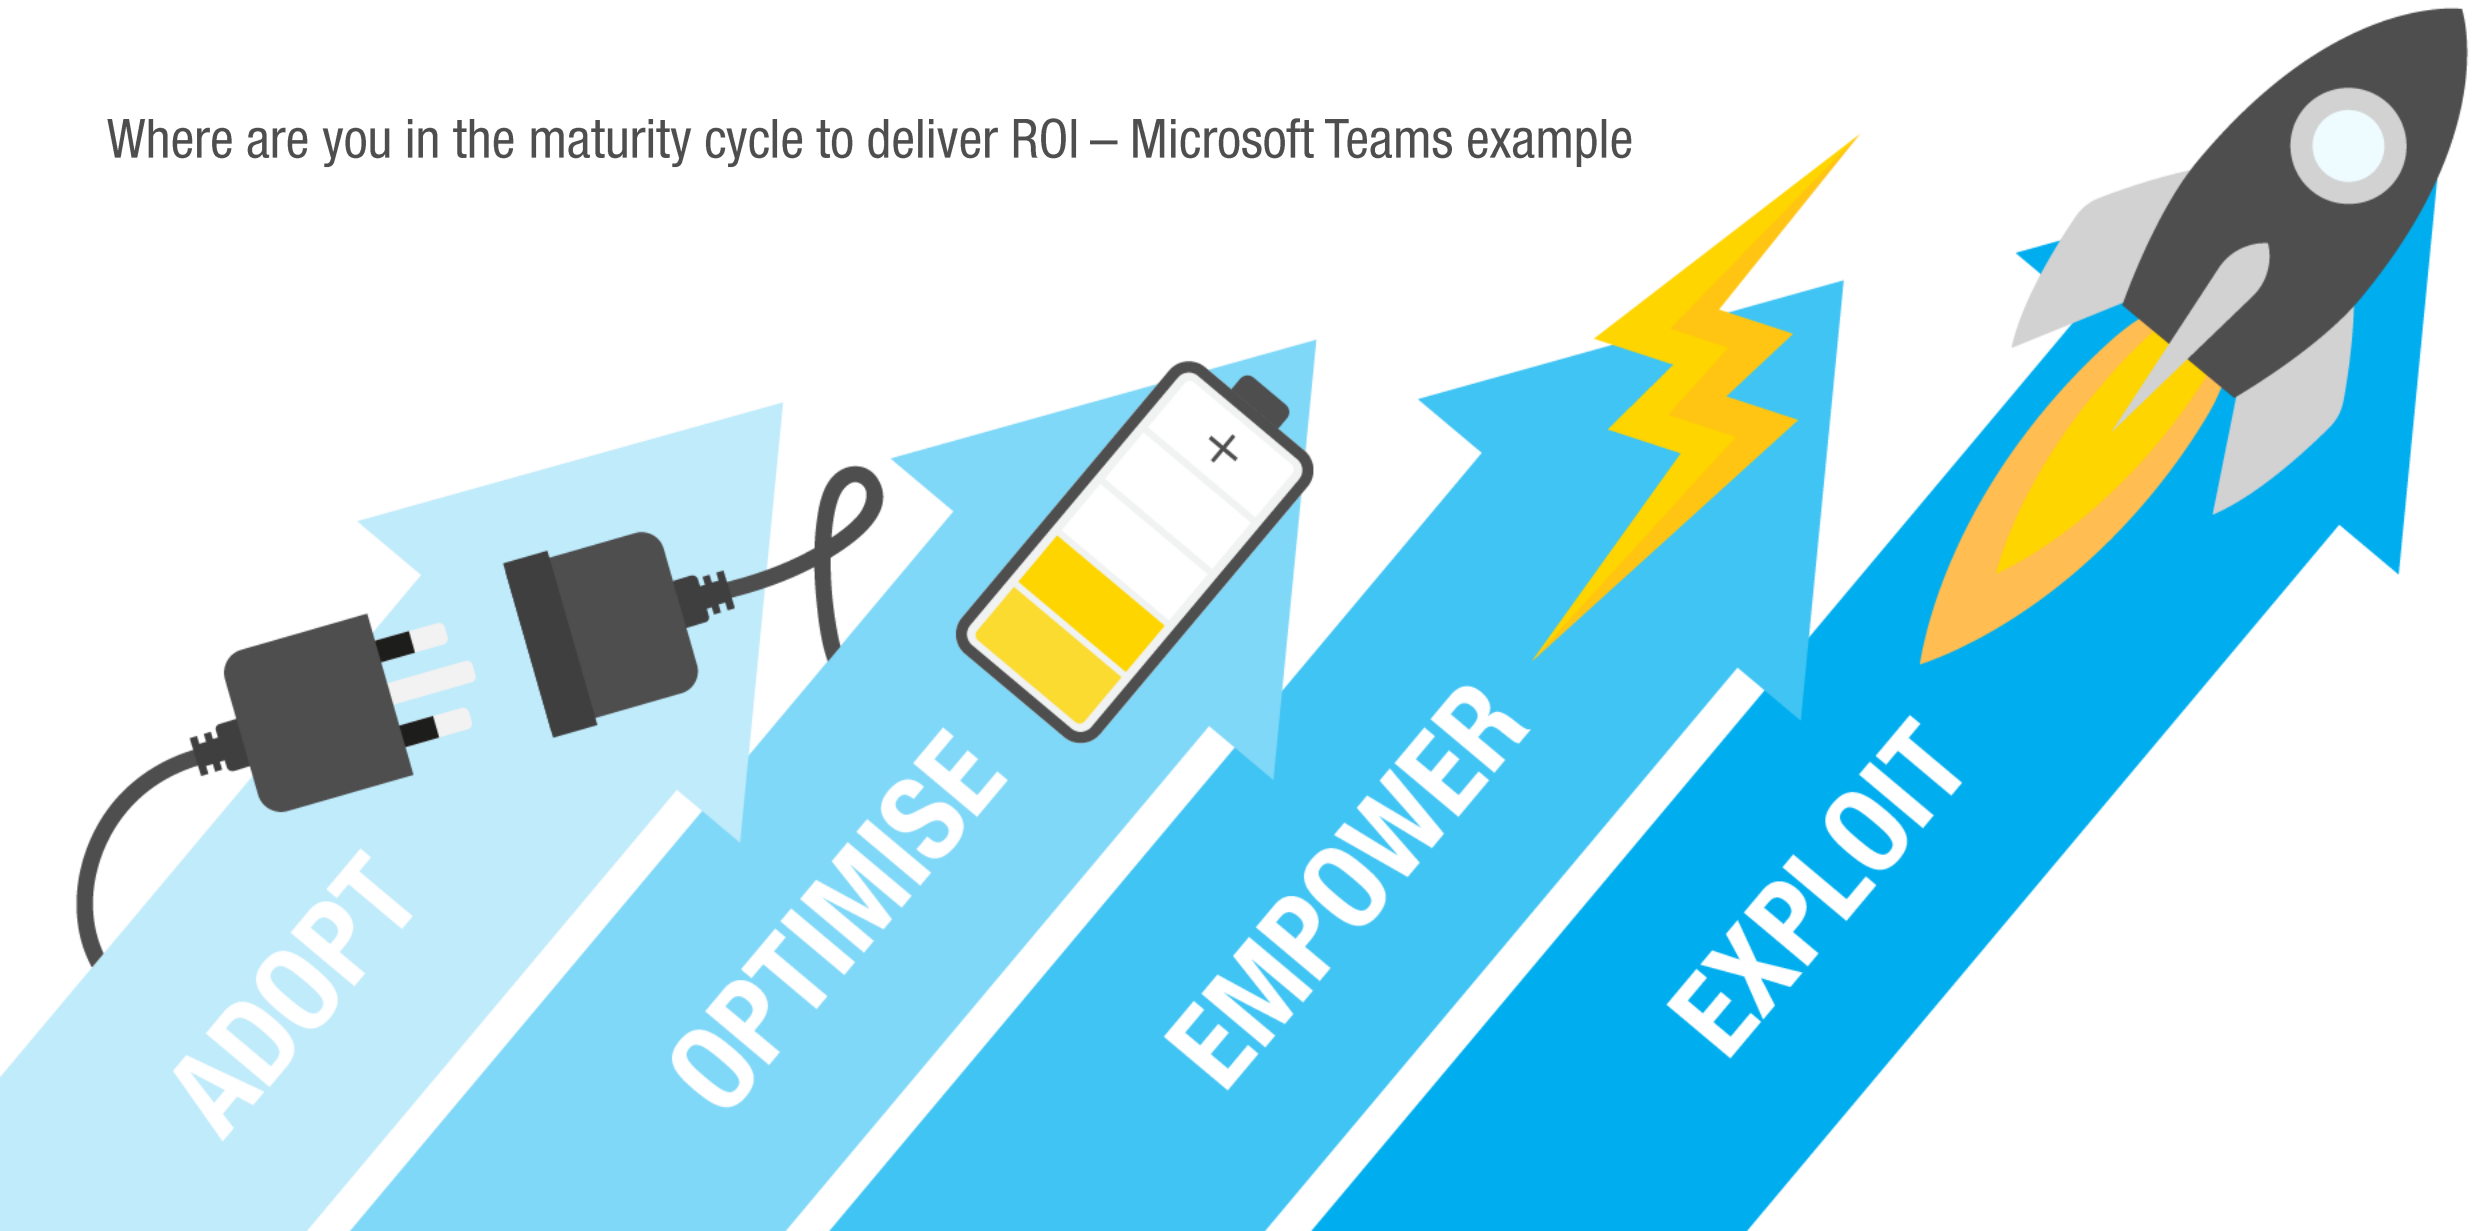 Where are you in the maturity cycle to deliver ROI – Microsoft Teams example
ADOPT
OPTIMISE
EMPOWER
EXPLOIT
+